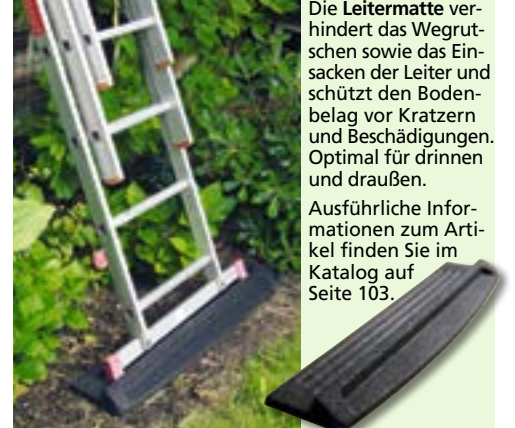 Die Leitermatte ver-
hindert das Wegrut-
schen sowie das Ein-
sacken der Leiter und
schützt den Boden-
belag vor Kratzern
und Beschädigungen.
Optimal für drinnen
und draußen.
Ausführliche Infor-
mationen zum Arti-
kel finden Sie im
Katalog auf
Seite 103.